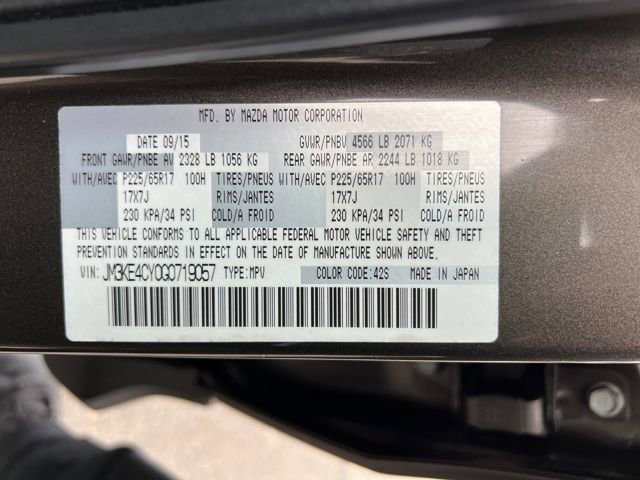 MFD. BY MAZDA MOTOR CORPORATION
DATE 09/15 GVWR/PNBV 4566 LB 2071 KG
FRONT GAWR/PNBE AV 2328 LB 1056 KG REAR GAWR/PNBE AR 2244 LB 1018 KG
WITH/AVEC P225/65R17 100H TIRES/PNEUS WITH/AVEC P225/65R17 100H TIRES/PNEUS
17X7J RIMS/JANTES 17X7J RIMS/JANTES
230 KPA/34 PSI COLD/A FROID 230 KPA/34 PSI COLD/A FROID
THIS VEHICLE CONFORMS TO ALL APPLICABLE FEDERAL MOTOR VEHICLE SAFETY AND THEFT
PREVENTION STANDARDS IN EFFECT ON THE DATE OF MANUFACTURE SHOWN ABOVE.
VIN: JM3KE4CY0G0719057 TYPE:MPV COLOR CODE:42S MADE IN JAPAN